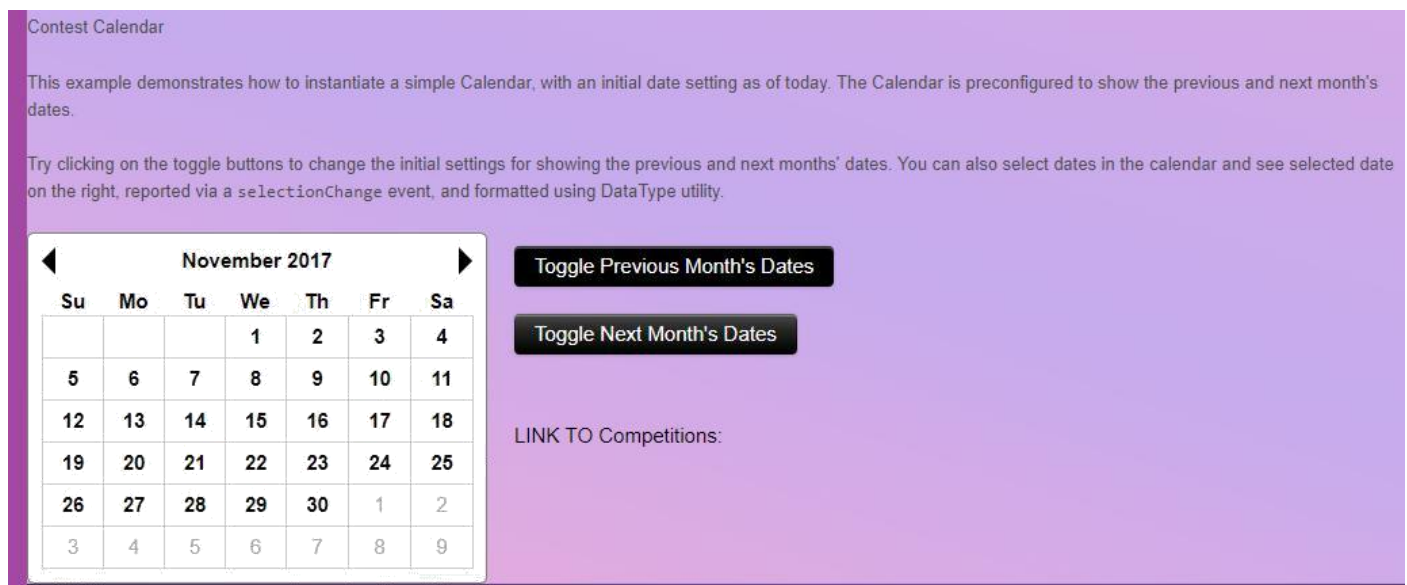 Contest Calendar
This example demonstrates how to instantiate a simple Calendar, with an initial date setting as of today. The Calendar is preconfigured to show the previous and next month's
dates.
Try clicking on the toggle buttons to change the initial settings for showing the previous and next months' dates. You can also select dates in the calendar and see selected date
on the right, reported via a selectionChange event, and formatted using DataType utility.
November 2017
Su Mo Tu We Th Fr Sa
1 2 3 4
5 6 7 8 9 10 11
12 13 14 15 16 17 18
19 20 21 22 23 24 25
26 27 28 29 30 1 2
3 4 5 6 7 8 9
Toggle Previous Month's Dates
Toggle Next Month's Dates
LINK TO Competitions: